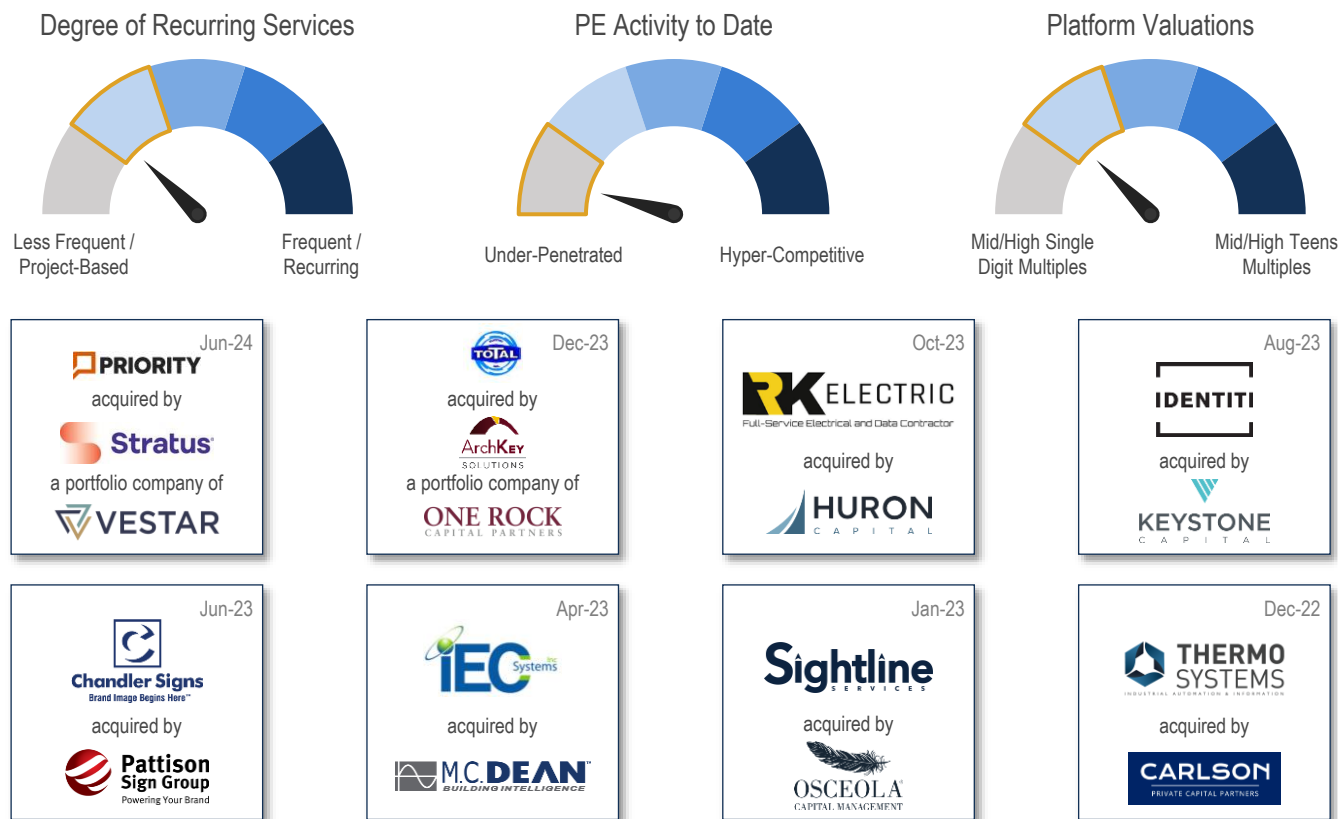 Degree of Recurring Services
PE Activity to Date
Platform Valuations
Less Frequent /
Project-Based
Frequent /
Recurring
Under-Penetrated
Hyper-Competitive
Mid/High Single
Digit Multiples
Mid/High Teens
Multiples
Jun-24
PRIORITY
acquired by
Stratus
a portfolio company of
VESTAR
Dec-23
TOTAL
acquired by
ARCHKEY
SOLUTIONS
a portfolio company of
ONE ROCK
CAPITAL PARTNERS
Oct-23
RK ELECTRIC
Full-Service Electrical and Data Contractor
acquired by
HURON
CAPITAL
Aug-23
IDENTITI
acquired by
KEYSTONE
CAPITAL
Jun-23
Chandler Signs
Brand Image Begins Here™
acquired by
Pattison
Sign Group
Powering Your Brand
Apr-23
iEC Systems Inc
acquired by
M.C. DEAN™
BUILDING INTELLIGENCE
Jan-23
Sightline
SERVICES
acquired by
OSCEOLA
CAPITAL MANAGEMENT
Dec-22
THERMO
SYSTEMS
INDUSTRIAL AUTOMATION & INFORMATION
acquired by
CARLSON
PRIVATE CAPITAL PARTNERS